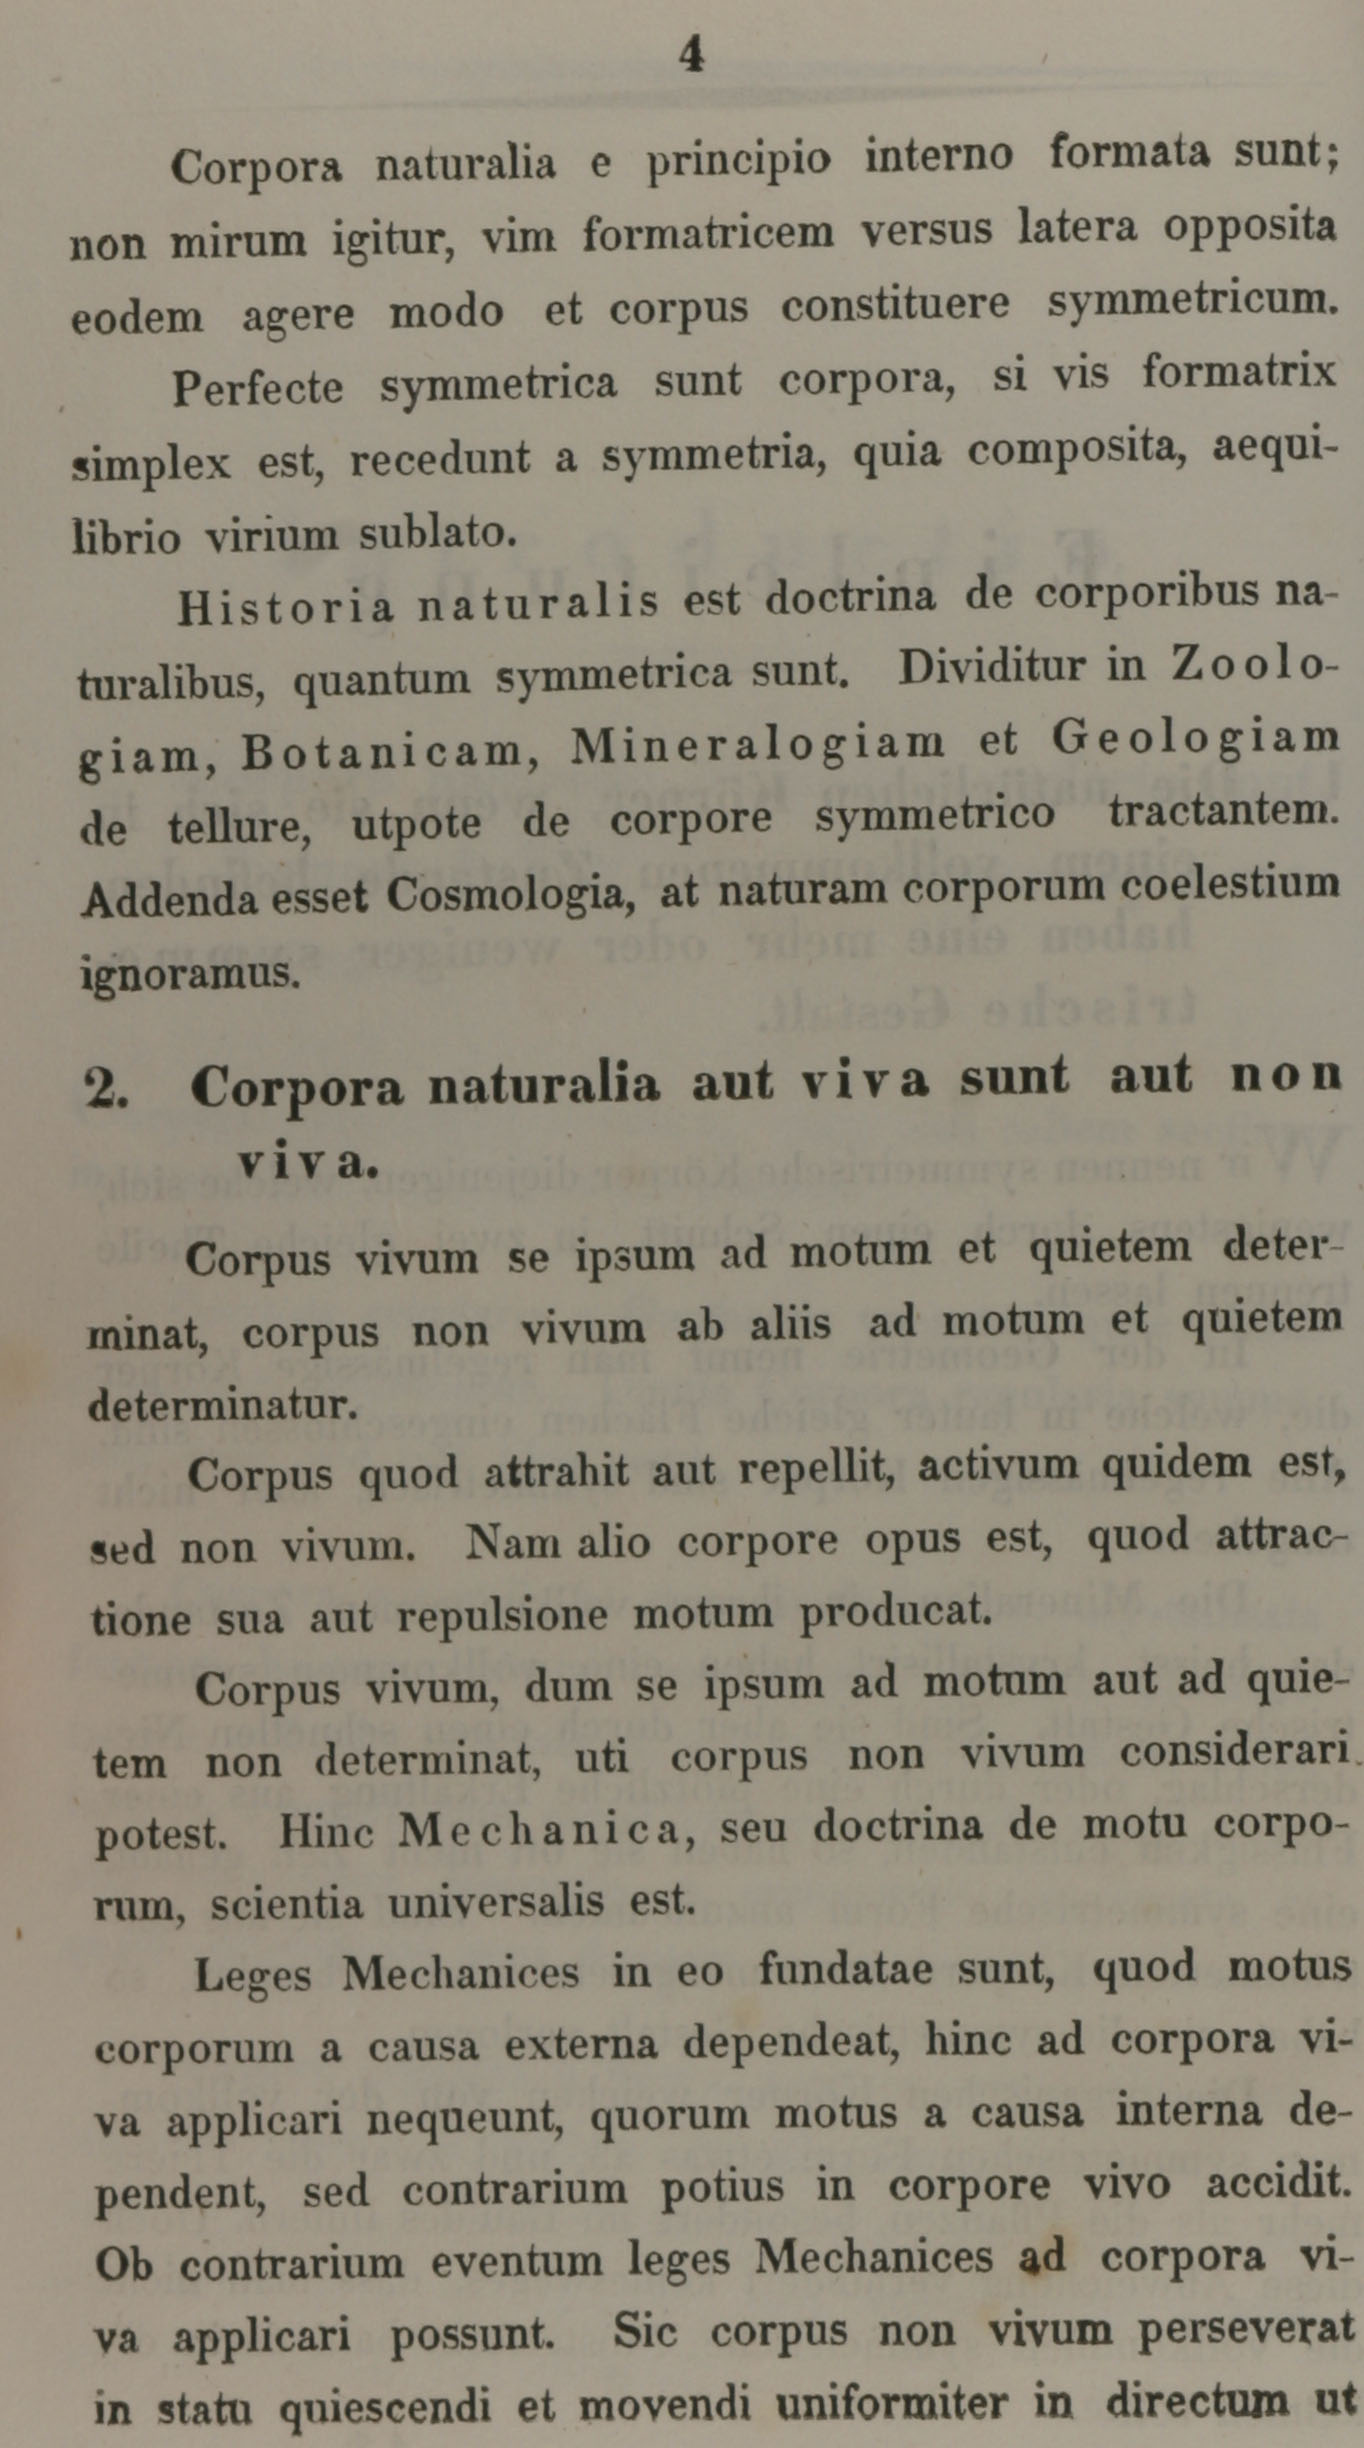 4
Corpora naturalia e principio interno formata sunt;
non mirum igitur, vim formatricem versus latera opposita
eodem agere modo et corpus constituere symmetricum.
Perfecte symmetrica sunt corpora, si vis formatrix
simplex est, recedunt a symmetria, quia composita, aequi-
librio virium sublato.
Historia naturalis est doctrina de corporibus na-
turalibus, quantum symmetrica sunt. Dividitur in Zoolo-
giam, Botanicam, Mineralogiam et Geologiam
de tellure, utpote de corpore symmetrico tractantem.
Addenda esset Cosmologia, at naturam corporum coelestium
ignoramus.
2. Corpora naturalia aut viva sunt aut non
viva.
Corpus vivum se ipsum ad motum et quietem deter-
minat, corpus non vivum ab aliis ad motum et quietem
determinatur.
Corpus quod attrahit aut repellit, activum quidem est,
sed non vivum. Nam alio corpore opus est, quod attrac-
tione sua aut repulsione motum producat.
Corpus vivum, dum se ipsum ad motum aut ad quie-
tem non determinat, uti corpus non vivum considerari
potest. Hinc Mechanica, seu doctrina de motu corpo-
rum, scientia universalis est.
Leges Mechanices in eo fundatae sunt, quod motus
corporum a causa externa dependeat, hinc ad corpora vi-
va applicari nequeunt, quorum motus a causa interna de-
pendent, sed contrarium potius in corpore vivo accidit.
Ob contrarium eventum leges Mechanices ad corpora vi-
va applicari possunt. Sic corpus non vivum perseverat
in statu quiescendi et movendi uniformiter in directum ut